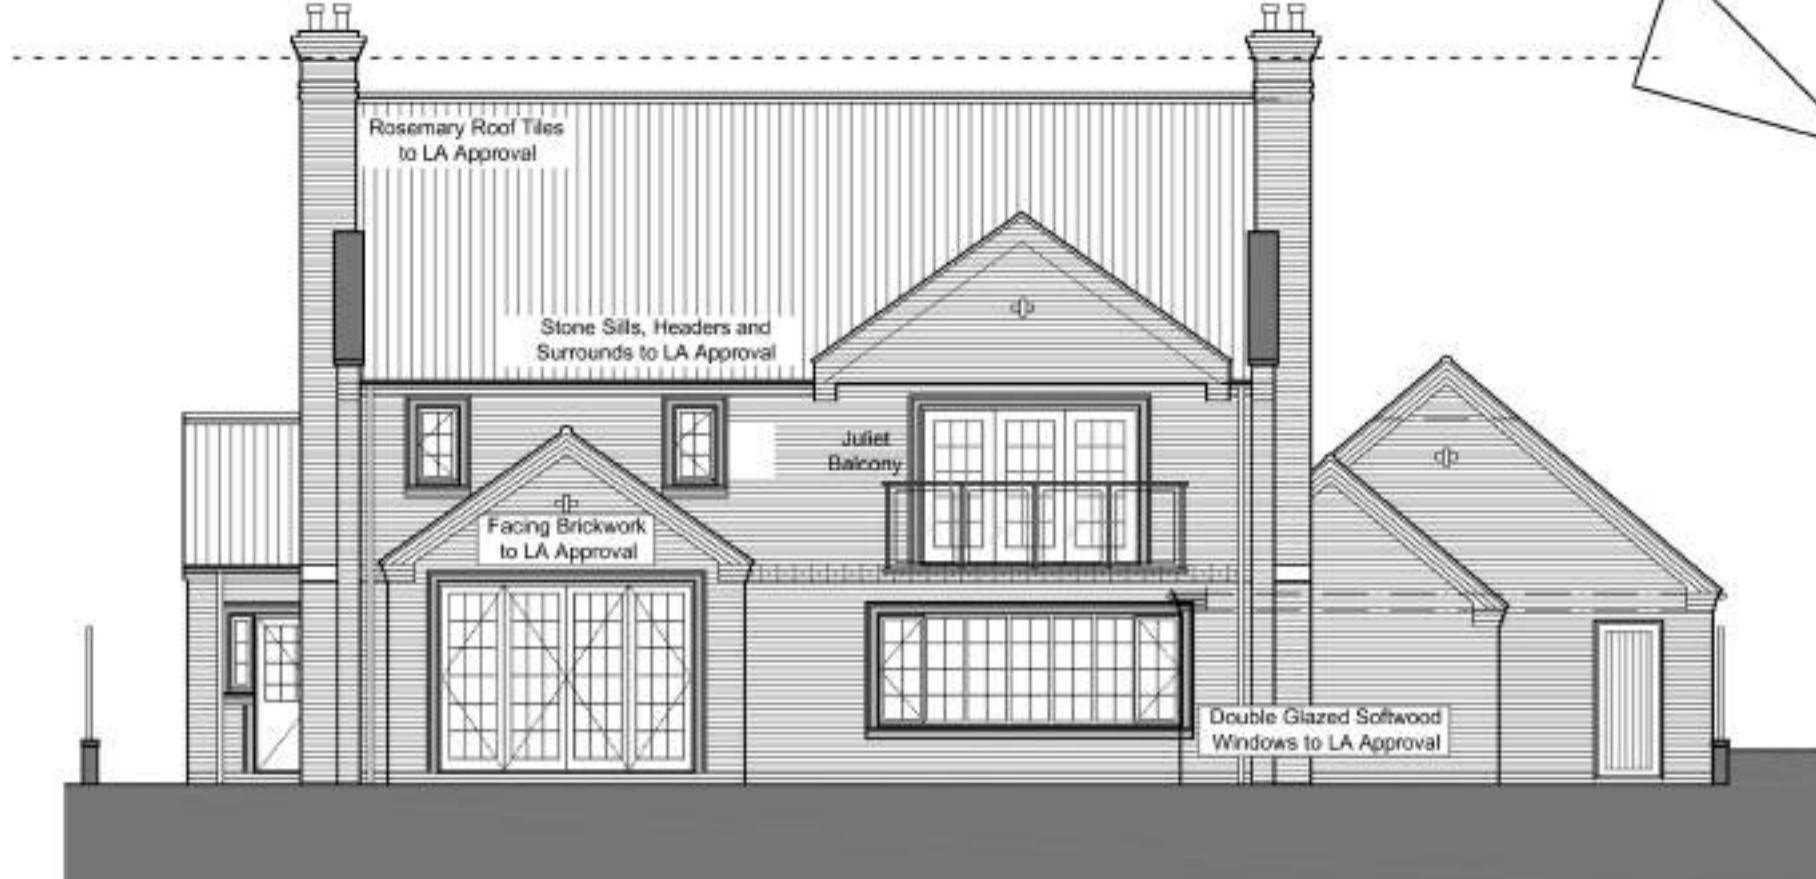 Rosemary Roof Tiles
to LA Approval
Stone Sills, Headers and
Surrounds to LA Approval
Juliet
Balcony
Facing Brickwork
to LA Approval
Double Glazed Softwood
Windows to LA Approval